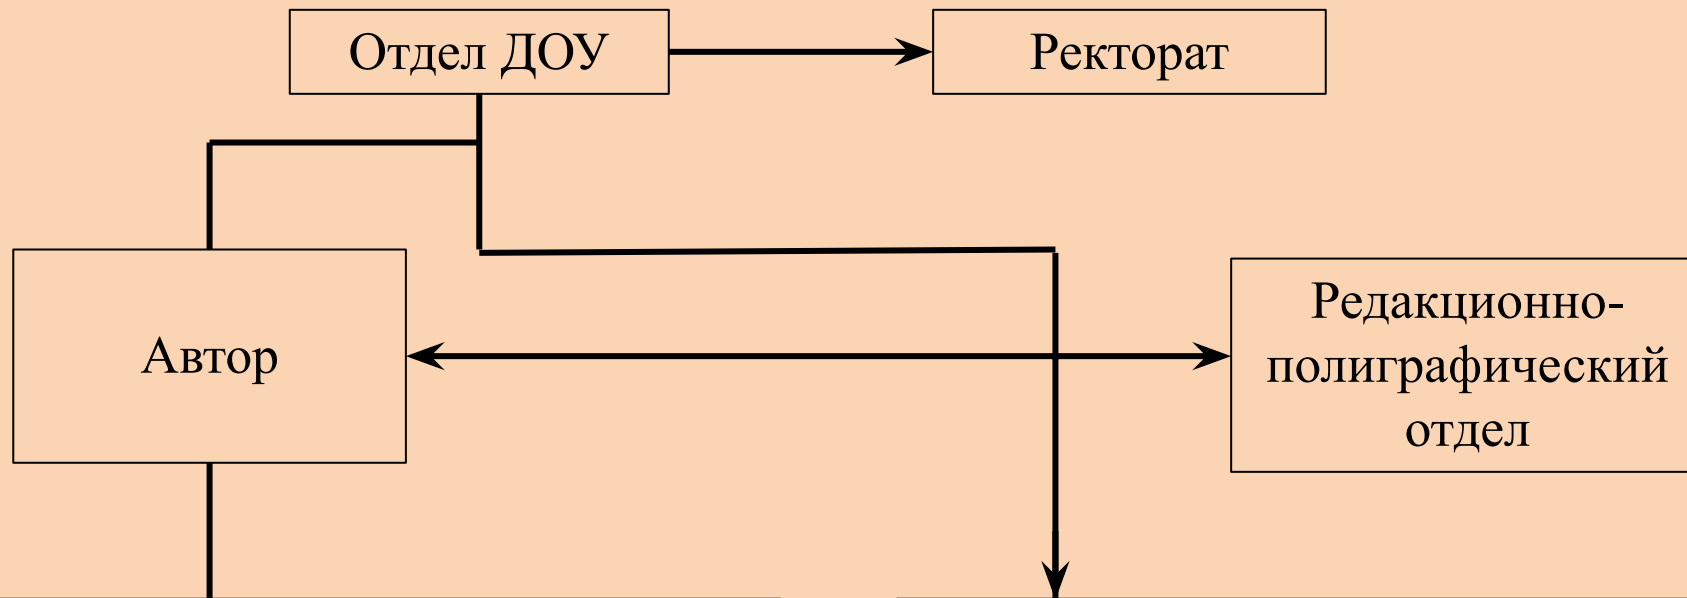 Отдел ДОУ
Ректорат
Автор
Редакционно-
полиграфический
отдел